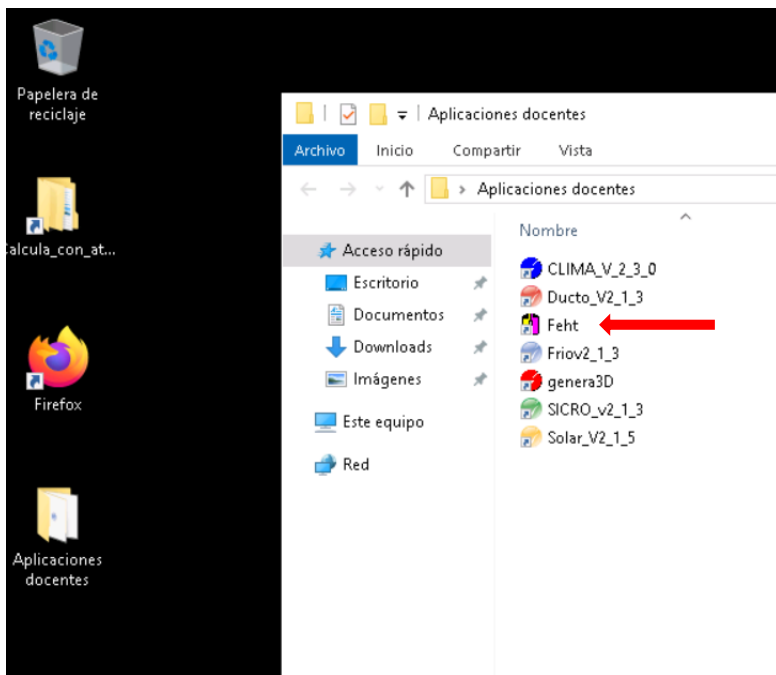 Papelera de
reciclaje
alcula_con_at...
Firefox
Aplicaciones
docentes
Aplicaciones docentes
Archivo Inicio Compartir Vista
Aplicaciones docentes
Acceso rápido
Escritorio
Documentos
Downloads
Imágenes
Este equipo
Red
Nombre
CLIMA_V_2_3_0
Ducto_V2_1_3
Feht
Friov2_1_3
genera3D
SICRO_v2_1_3
Solar_V2_1_5